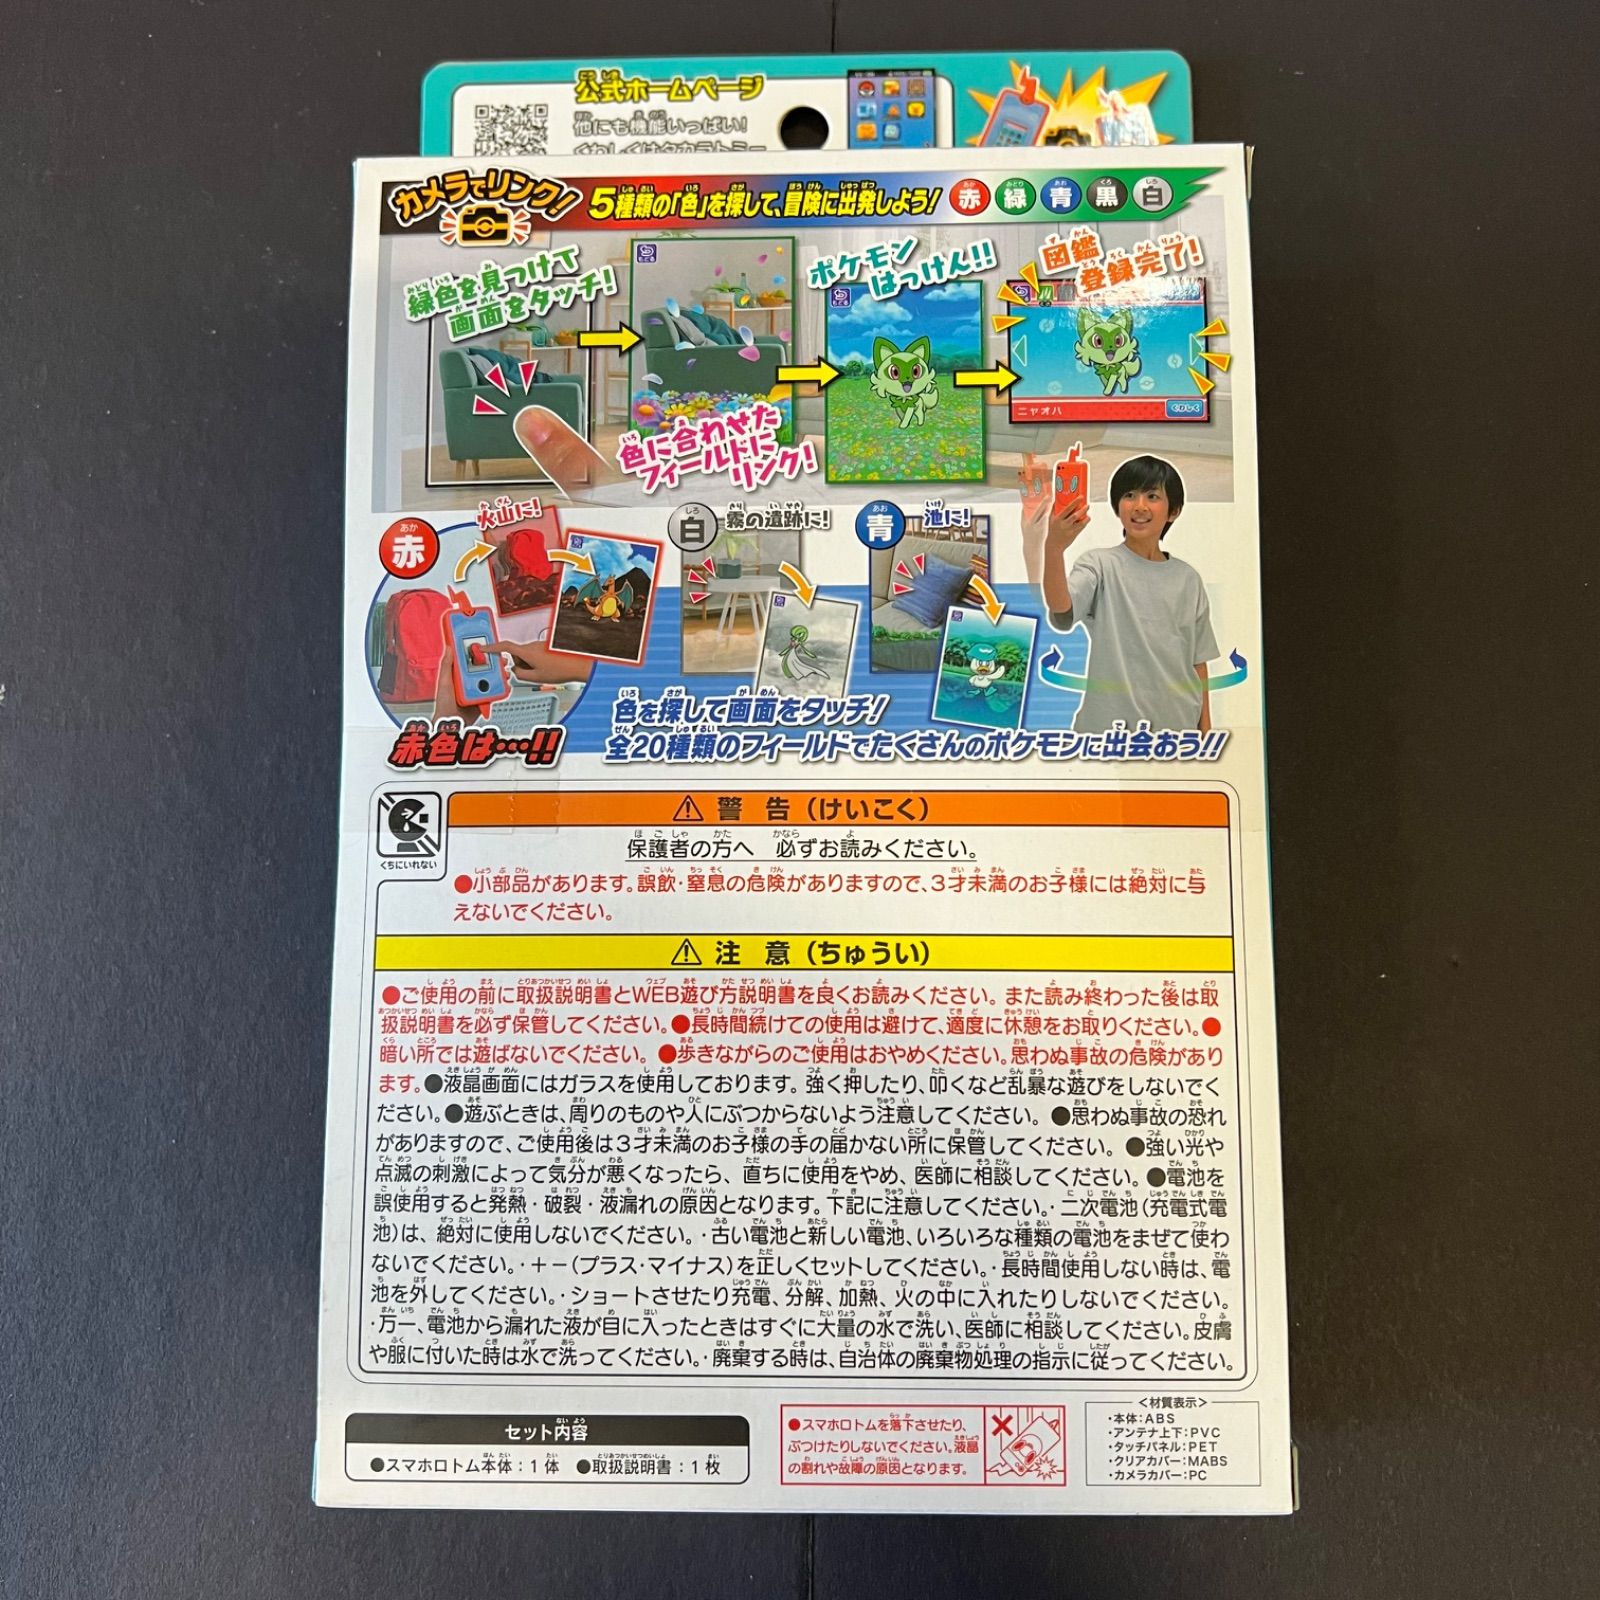 公式ホームページ
他にも機能いっぱい!
くわしくはタカラトミー
カメラでリンク!
5種類の「色」を探して、冒険に出発しよう!
赤 緑 青 黒 白
緑色を見つけて
画面をタッチ!
色に合わせた
フィールドに
リンク!
ポケモン
はっけん!!
図鑑
登録完了!
もどる
ニャオハ
くわしく
赤
火山に!
白
霧の遺跡に!
青
池に!
赤色は…!!
色を探して画面をタッチ!
全20種類のフィールドでたくさんのポケモンに出会おう!!
くちにいれない
警 告 (けいこく)
保護者の方へ 必ずお読みください。
●小部品があります。誤飲・窒息の危険がありますので、3才未満のお子様には絶対に与
えないでください。
注 意 (ちゅうい)
●ご使用の前に取扱説明書とWEB遊び方説明書を良くお読みください。また読み終わった後は取
扱説明書を必ず保管してください。●長時間続けての使用は避けて、適度に休憩をお取りください。●
暗い所では遊ばないでください。●歩きながらのご使用はおやめください。思わぬ事故の危険があり
ます。●液晶画面にはガラスを使用しております。強く押したり、叩くなど乱暴な遊びをしないでく
ださい。●遊ぶときは、周りのものや人にぶつからないよう注意してください。●思わぬ事故の恐れ
がありますので、ご使用後は3才未満のお子様の手の届かない所に保管してください。●強い光や
点滅の刺激によって気分が悪くなったら、直ちに使用をやめ、医師に相談してください。●電池を
誤使用すると発熱・破裂・液漏れの原因となります。下記に注意してください。・二次電池(充電式電
池)は、絶対に使用しないでください。・古い電池と新しい電池、いろいろな種類の電池をまぜて使わ
ないでください。・+−(プラス・マイナス)を正しくセットしてください。・長時間使用しない時は、電
池を外してください。・ショートさせたり充電、分解、加熱、火の中に入れたりしないでください。
・万一、電池から漏れた液が目に入ったときはすぐに大量の水で洗い、医師に相談してください。皮膚
や服に付いた時は水で洗ってください。・廃棄する時は、自治体の廃棄物処理の指示に従ってください。
セット内容
●スマホロトム本体:1体 ●取扱説明書:1枚
●スマホロトムを落下させたり、
ぶつけたりしないでください。液晶
の割れや故障の原因となります。
<材質表示>
・本体:ABS
・アンテナ上下:PVC
・タッチパネル:PET
・クリアカバー:MABS
・カメラカバー:PC